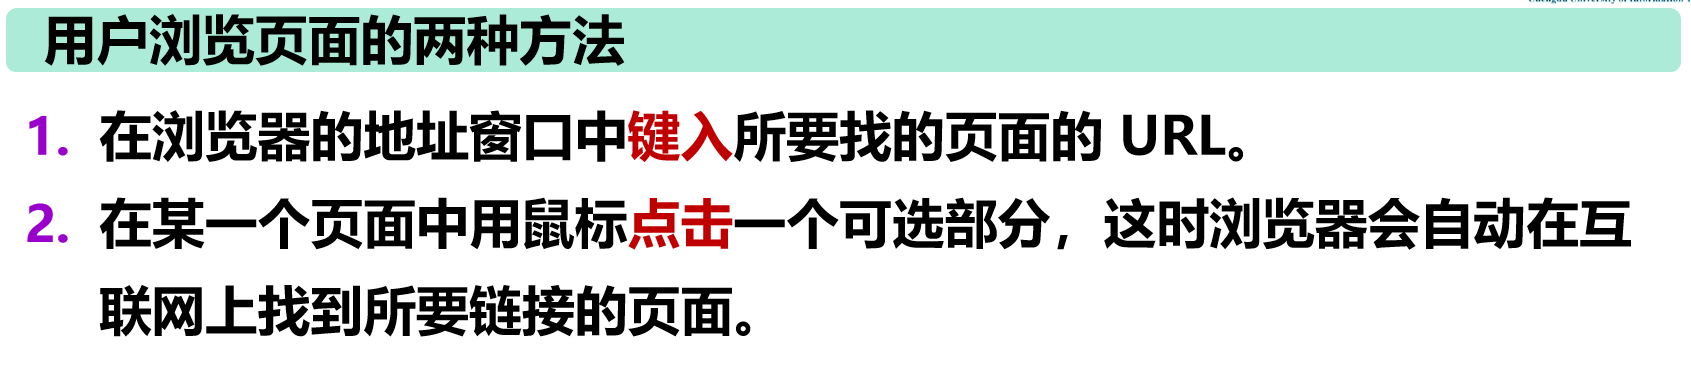 用户浏览页面的两种方法
1. 在浏览器的地址窗口中键入所要找的页面的 URL。
2. 在某一个页面中用鼠标点击一个可选部分，这时浏览器会自动在互
联网上找到所要链接的页面。